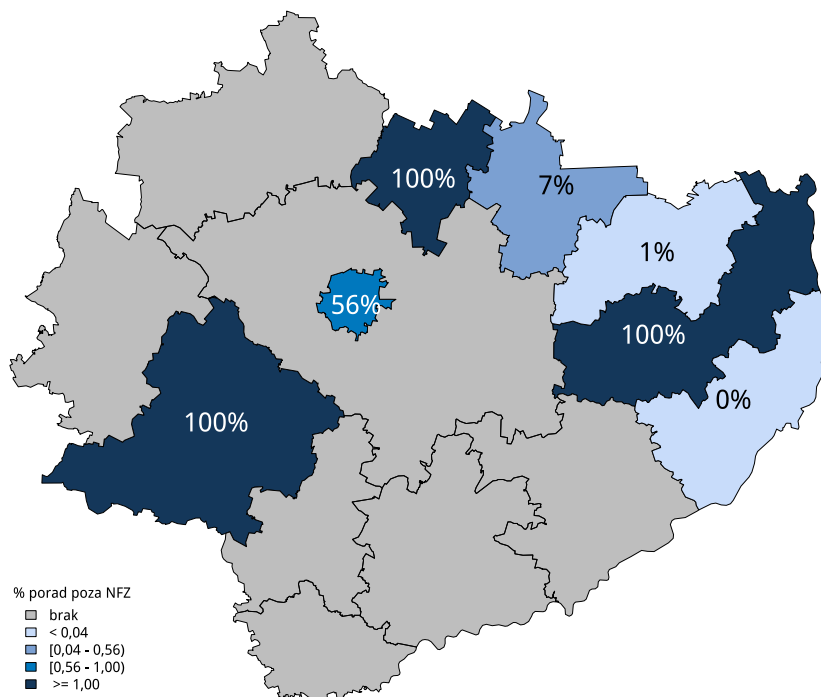 100%
7%
1%
56%
100%
0%
100%
% porad poza NFZ
brak
< 0,04
[0,04 - 0,56)
[0,56 - 1,00)
>= 1,00